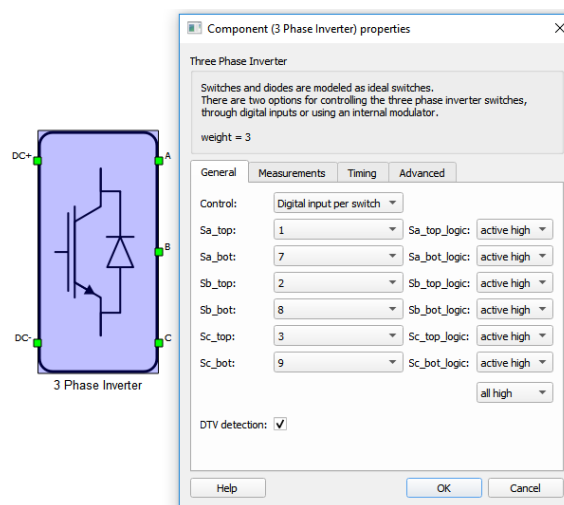 Component (3 Phase Inverter) properties
Three Phase Inverter
Switches and diodes are modeled as ideal switches.
There are two options for controlling the three phase inverter switches,
through digital inputs or using an internal modulator.
weight = 3
General Measurements Timing Advanced
Control: Digital input per switch
Sa_top: 1 Sa_top_logic: active high
Sa_bot: 7 Sa_bot_logic: active high
Sb_top: 2 Sb_top_logic: active high
Sb_bot: 8 Sb_bot_logic: active high
Sc_top: 3 Sc_top_logic: active high
Sc_bot: 9 Sc_bot_logic: active high
all high
DTV detection:
Help OK Cancel
DC+ A
B
DC- C
3 Phase Inverter